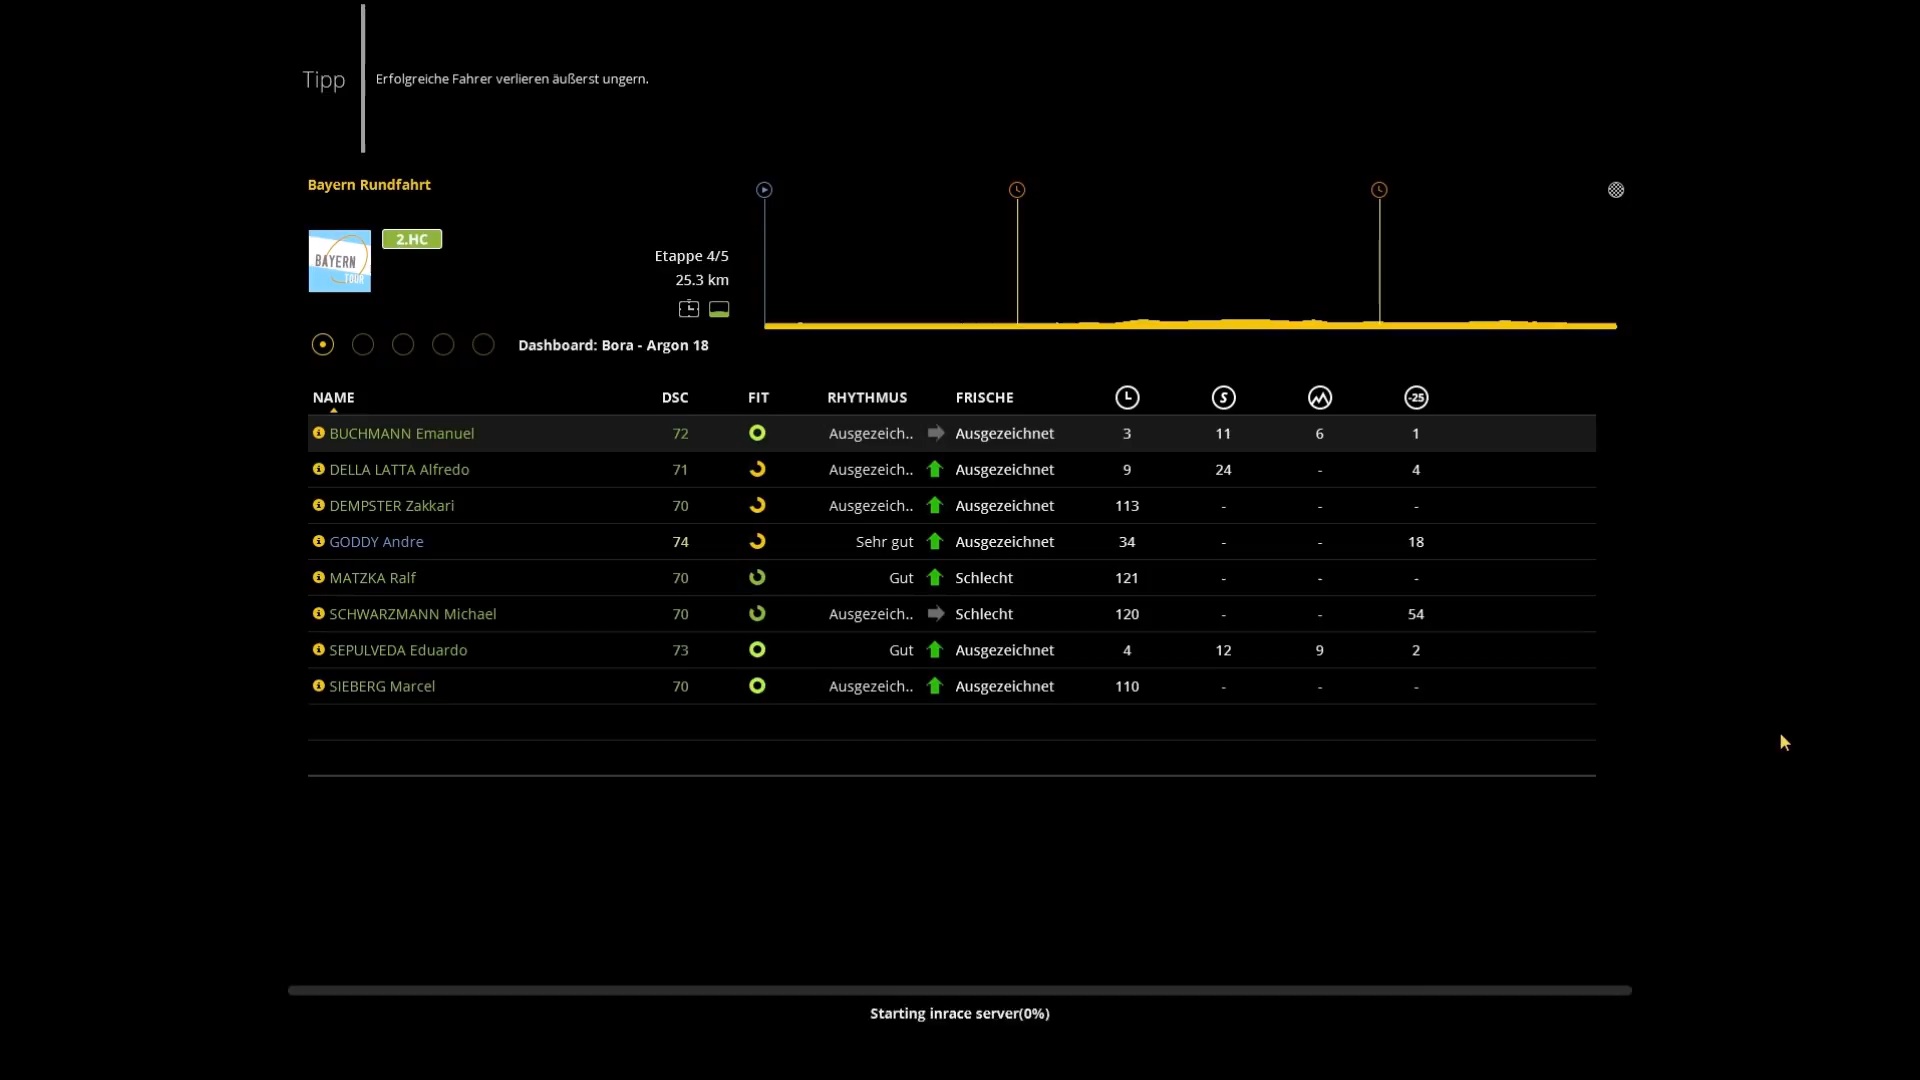 Tipp
Erfolgreiche Fahrer verlieren äußerst ungern.
Bayern Rundfahrt
BAYERN
TOUR
2.HC
Etappe 4/5
25.3 km
Dashboard: Bora - Argon 18
NAME DSC FIT RHYTHMUS FRISCHE S -25
BUCHMANN Emanuel 72 Ausgezeich.. Ausgezeichnet 3 11 6 1
DELLA LATTA Alfredo 71 Ausgezeich.. Ausgezeichnet 9 24 - 4
DEMPSTER Zakkari 70 Ausgezeich.. Ausgezeichnet 113 - - -
GODDY Andre 74 Sehr gut Ausgezeichnet 34 - - 18
MATZKA Ralf 70 Gut Schlecht 121 - - -
SCHWARZMANN Michael 70 Ausgezeich.. Schlecht 120 - - 54
SEPULVEDA Eduardo 73 Gut Ausgezeichnet 4 12 9 2
SIEBERG Marcel 70 Ausgezeich.. Ausgezeichnet 110 - - -
Starting inrace server(0%)